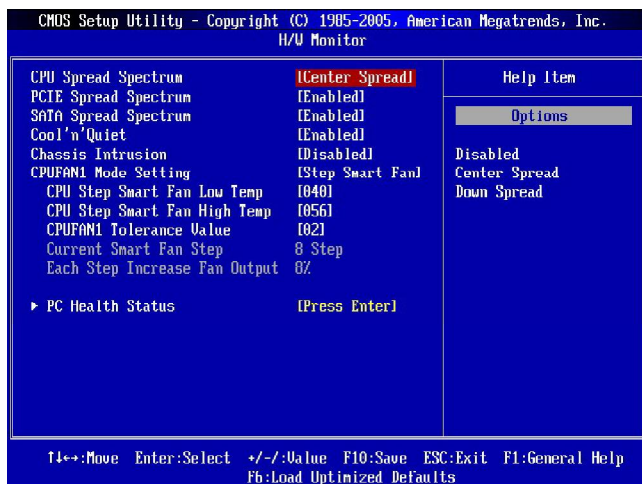 CMOS Setup Utility - Copyright (C) 1985-2005, American Megatrends, Inc.
H/W Monitor
CPU Spread Spectrum [Center Spread]
PCIE Spread Spectrum [Enabled]
SATA Spread Spectrum [Enabled]
Cool'n'Quiet [Enabled]
Chassis Intrusion [Disabled]
CPUFAN1 Mode Setting [Step Smart Fan]
CPU Step Smart Fan Low Temp [040]
CPU Step Smart Fan High Temp [056]
CPUFAN1 Tolerance Value [02]
Current Smart Fan Step 8 Step
Each Step Increase Fan Output 8%
▶ PC Health Status [Press Enter]
Help Item
Options
Disabled
Center Spread
Down Spread
↑↓←→:Move Enter:Select +/-/:Value F10:Save ESC:Exit F1:General Help
F6:Load Optimized Defaults